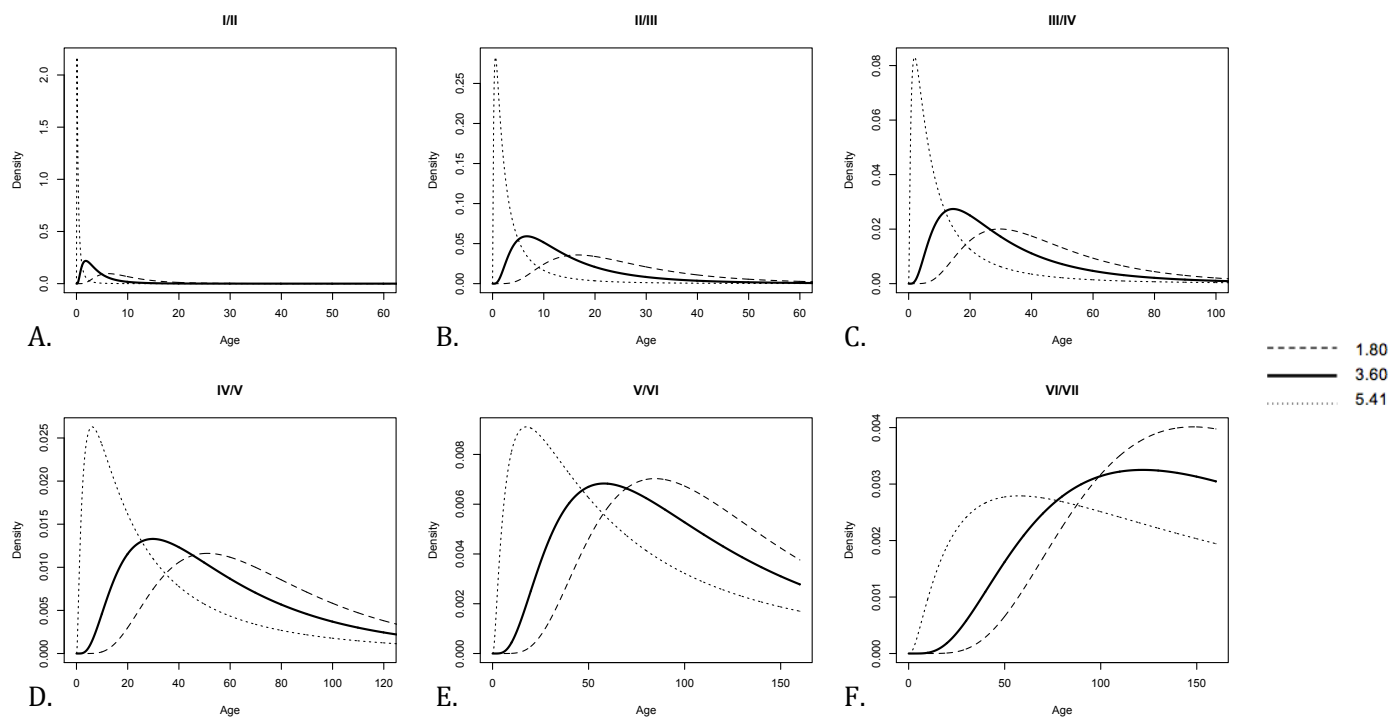 I/II
II/III
III/IV
Density
0.0
0.5
1.0
1.5
2.0
0 10 20 30 40 50 60
Age
A.
Density
0.00
0.05
0.10
0.15
0.20
0.25
0 10 20 30 40 50 60
Age
B.
Density
0.00
0.02
0.04
0.06
0.08
0 20 40 60 80 100
Age
C.
1.80
3.60
5.41
IV/V
V/VI
VI/VII
Density
0.000
0.005
0.010
0.015
0.020
0.025
0 20 40 60 80 100 120
Age
D.
Density
0.000
0.002
0.004
0.006
0.008
0 50 100 150
Age
E.
Density
0.000
0.001
0.002
0.003
0.004
0 50 100 150
Age
F.